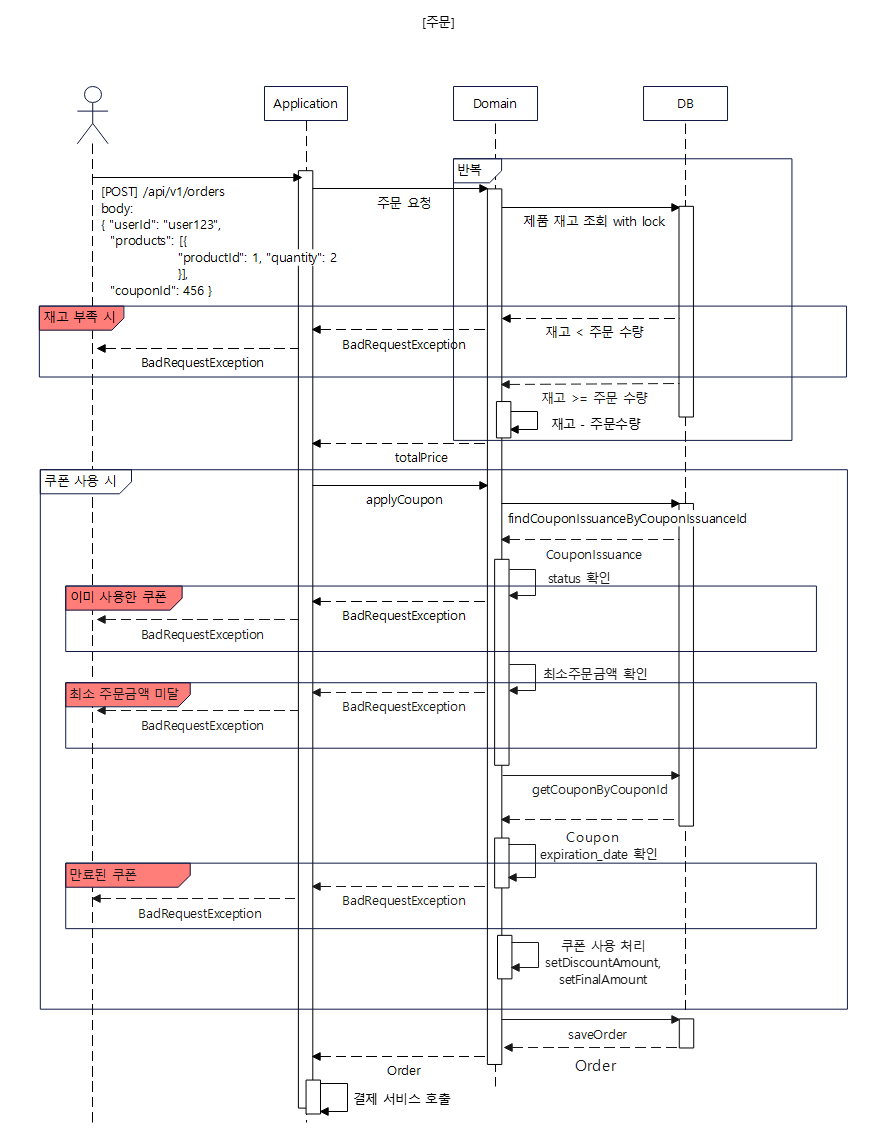 [주문]
Application
Domain
DB
반복
[POST] /api/v1/orders
body:
{ "userId": "user123",
"products": [{
"productId": 1, "quantity": 2
}],
"couponId": 456 }
주문 요청
제품 재고 조회 with lock
재고 부족 시
재고 < 주문 수량
BadRequestException
BadRequestException
재고 >= 주문 수량
재고 - 주문수량
totalPrice
쿠폰 사용 시
applyCoupon
findCouponIssuanceByCouponIssuanceId
CouponIssuance
status 확인
이미 사용한 쿠폰
BadRequestException
BadRequestException
최소주문금액 확인
최소 주문금액 미달
BadRequestException
BadRequestException
getCouponByCouponId
Coupon
expiration_date 확인
만료된 쿠폰
BadRequestException
BadRequestException
쿠폰 사용 처리
setDiscountAmount,
setFinalAmount
saveOrder
Order
Order
결제 서비스 호출